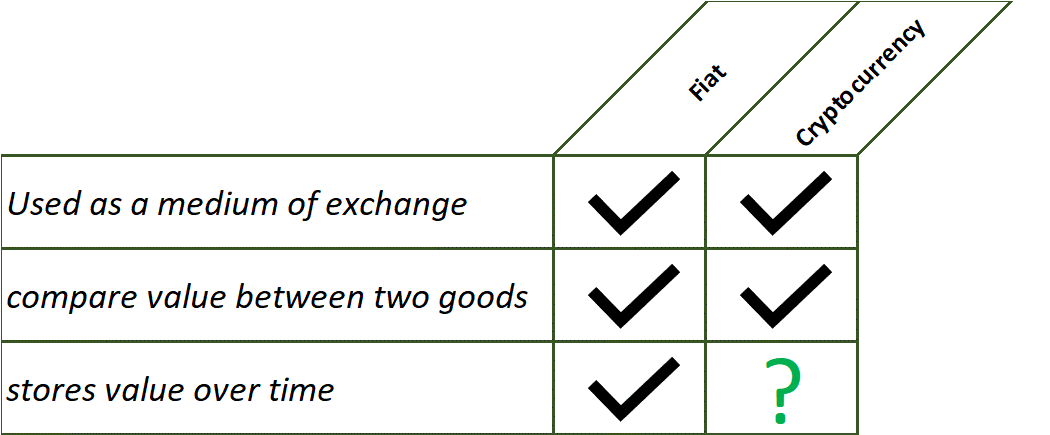 Fiat
Cryptocurrency
Used as a medium of exchange
compare value between two goods
stores value over time
?